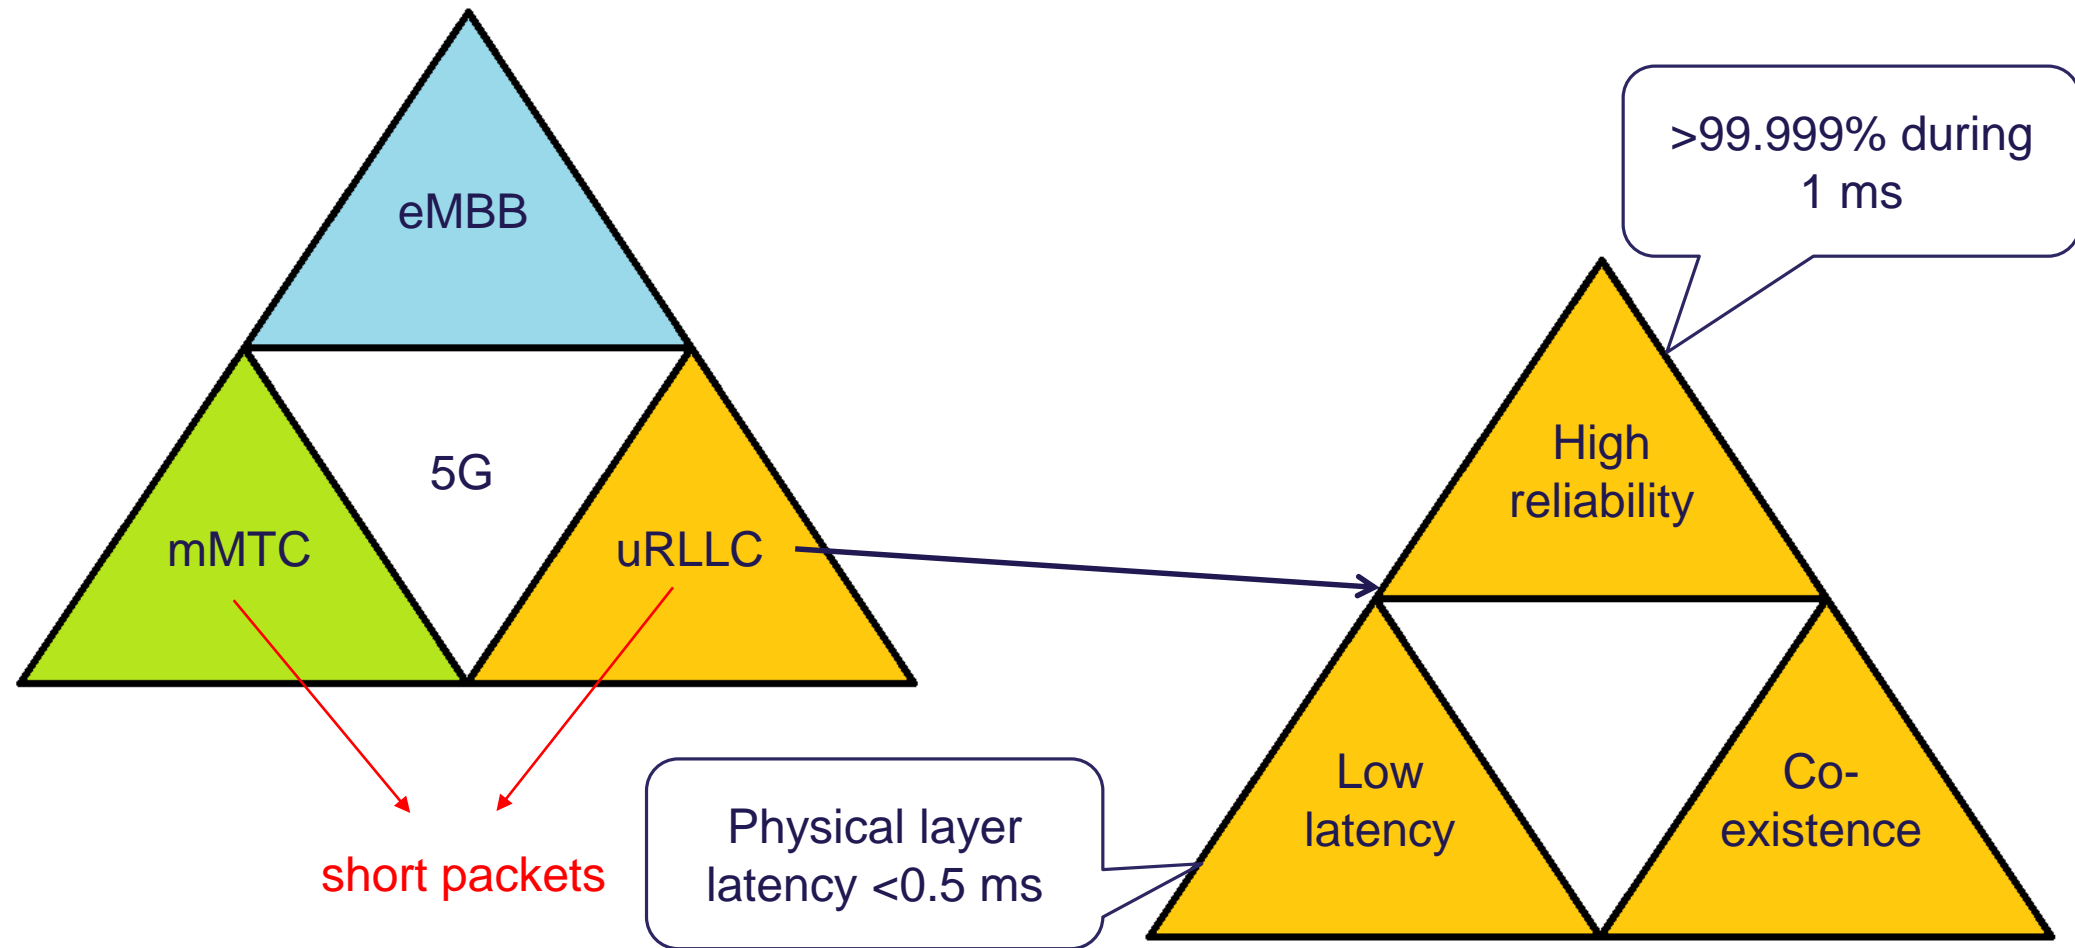 eMBB
5G
mMTC
uRLLC
short packets
>99.999% during
1 ms
High
reliability
Low
latency
Co-
existence
Physical layer
latency <0.5 ms